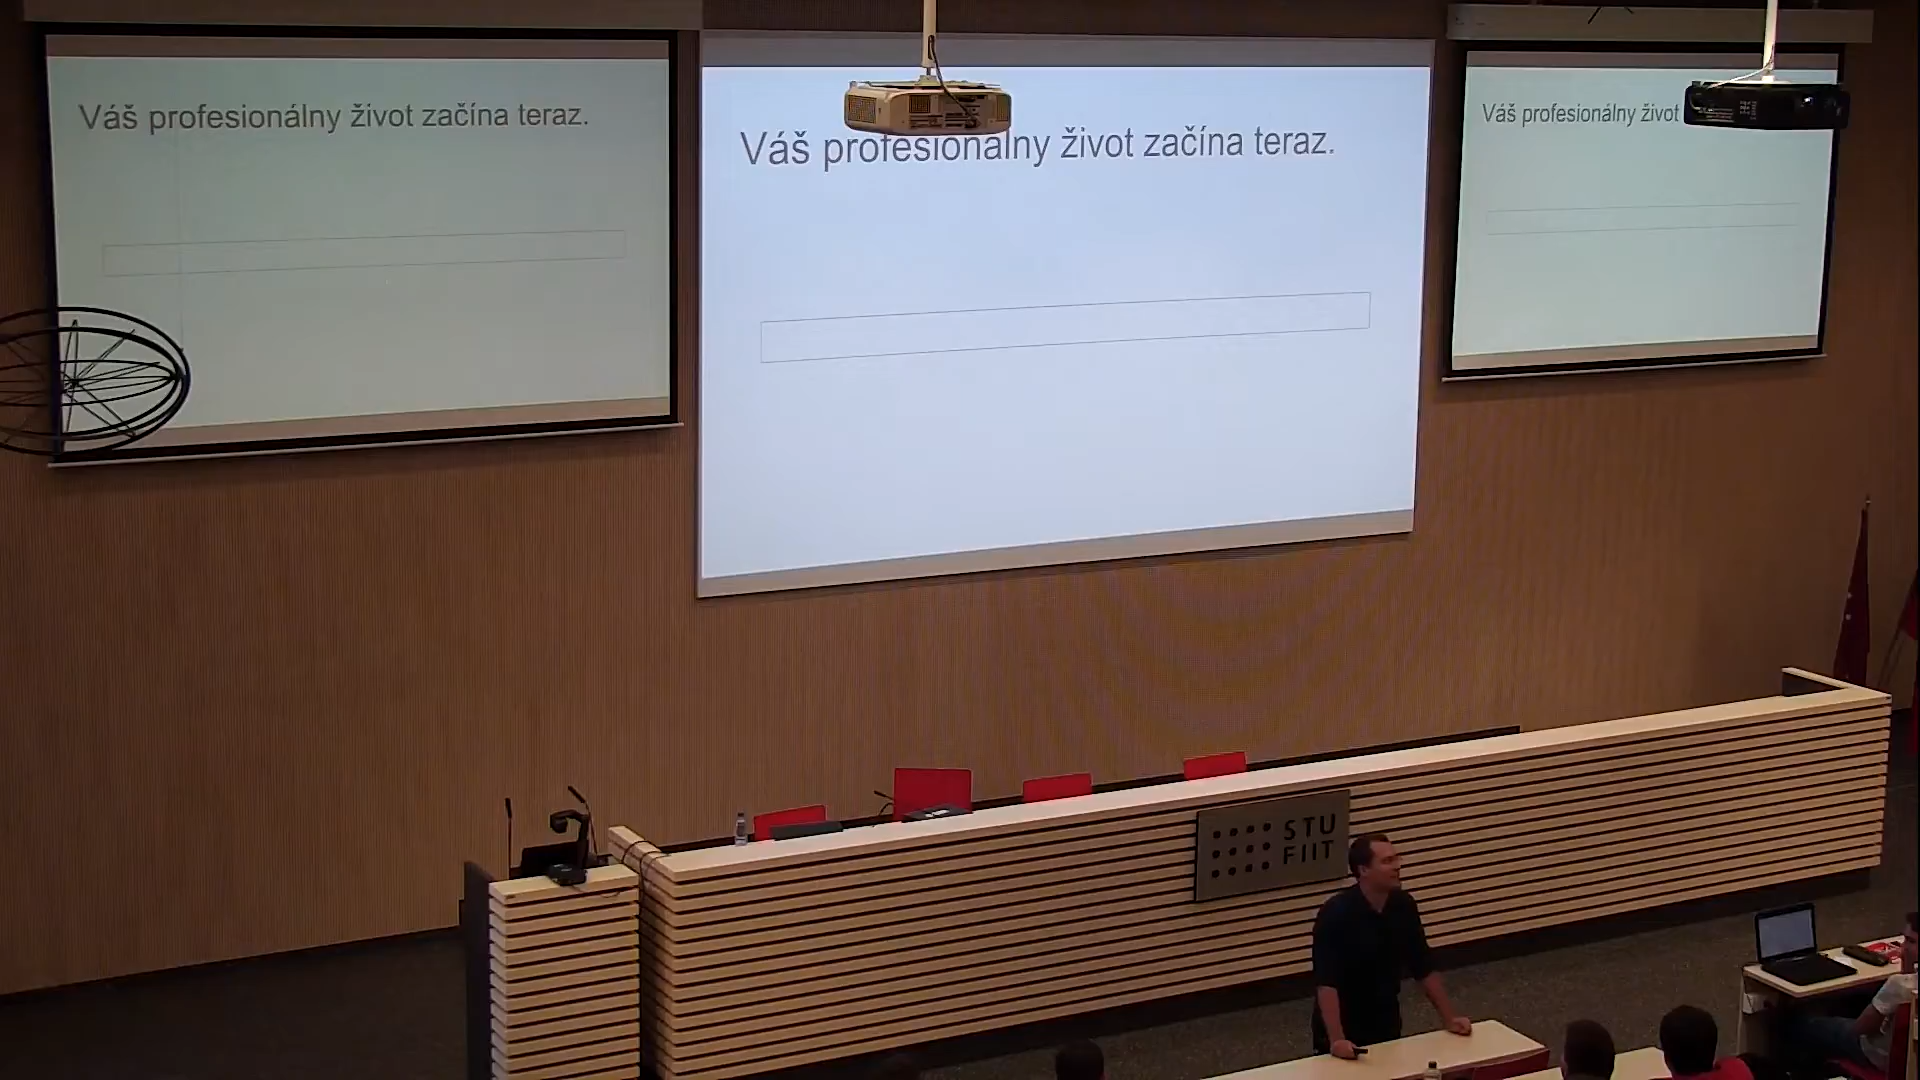 Váš profesionálny život začína teraz.
Váš profesionálny život začína teraz.
Váš profesionálny život
STU
FIIT